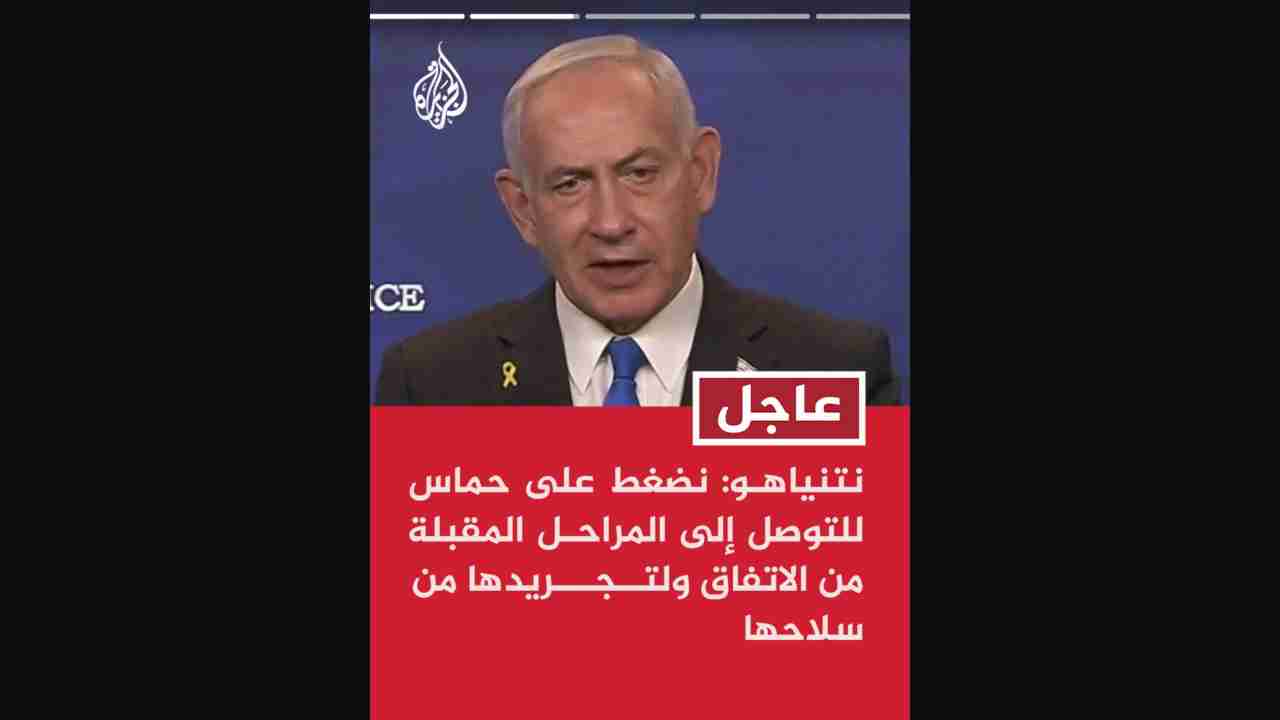 الجزيرة
ICE
عاجل
نتنياهو: نضغط على حماس
للتوصل إلى المراحل المقبلة
من الاتفاق ولتجريدها من
سلاحها